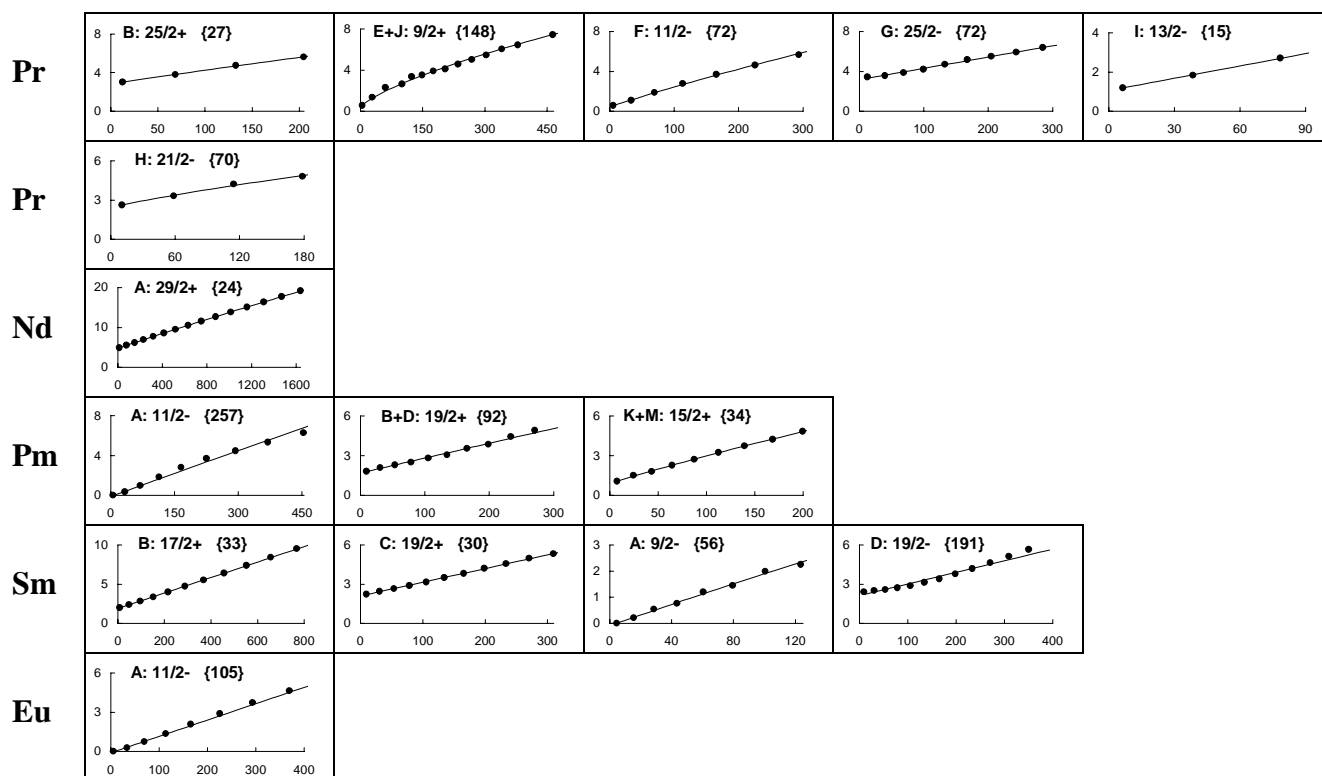 Pr
B: 25/2+ {27}
8
4
0
0 50 100 150 200
E+J: 9/2+ {148}
8
6
4
2
0
0 150 300 450
F: 11/2- {72}
8
4
0
0 100 200 300
G: 25/2- {72}
8
4
0
0 100 200 300
I: 13/2- {15}
4
2
0
0 30 60 90
Pr
H: 21/2- {70}
6
3
0
0 60 120 180
Nd
A: 29/2+ {24}
20
10
0
0 400 800 1200 1600
Pm
A: 11/2- {257}
8
4
0
0 150 300 450
B+D: 19/2+ {92}
6
3
0
0 100 200 300
K+M: 15/2+ {34}
6
3
0
0 50 100 150 200
Sm
B: 17/2+ {33}
10
5
0
0 200 400 600 800
C: 19/2+ {30}
6
3
0
0 100 200 300
A: 9/2- {56}
3
2
1
0
0 40 80 120
D: 19/2- {191}
6
3
0
0 100 200 300 400
Eu
A: 11/2- {105}
6
3
0
0 100 200 300 400